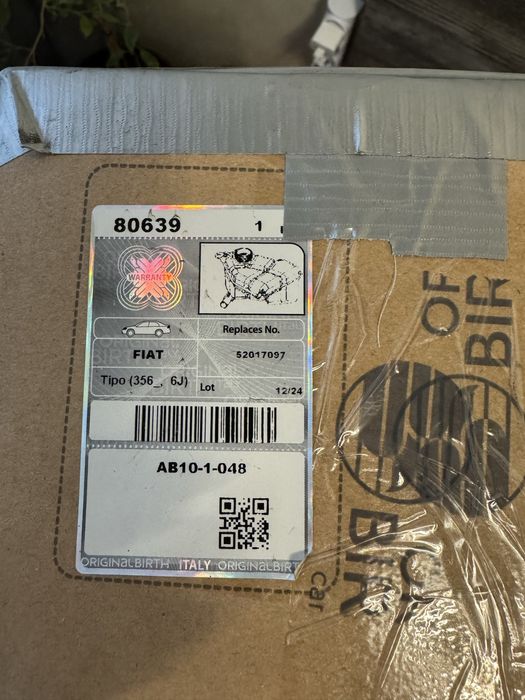 80639 1
WARRANTY
Replaces No.
FIAT 52017097
Tipo (356_, 6J) Lot 12/24
AB10-1-048
ORIGINALBIRTH ITALY ORIGINALBIRT
OF
BIR
BIR
car